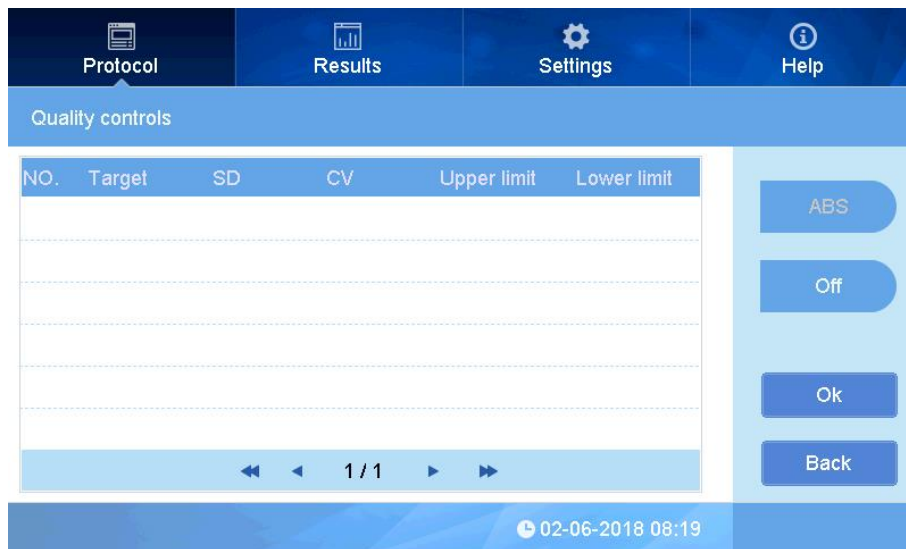 Protocol Results Settings Help
Quality controls
NO. Target SD CV Upper limit Lower limit
ABS
Off
Ok
1 / 1
Back
02-06-2018 08:19